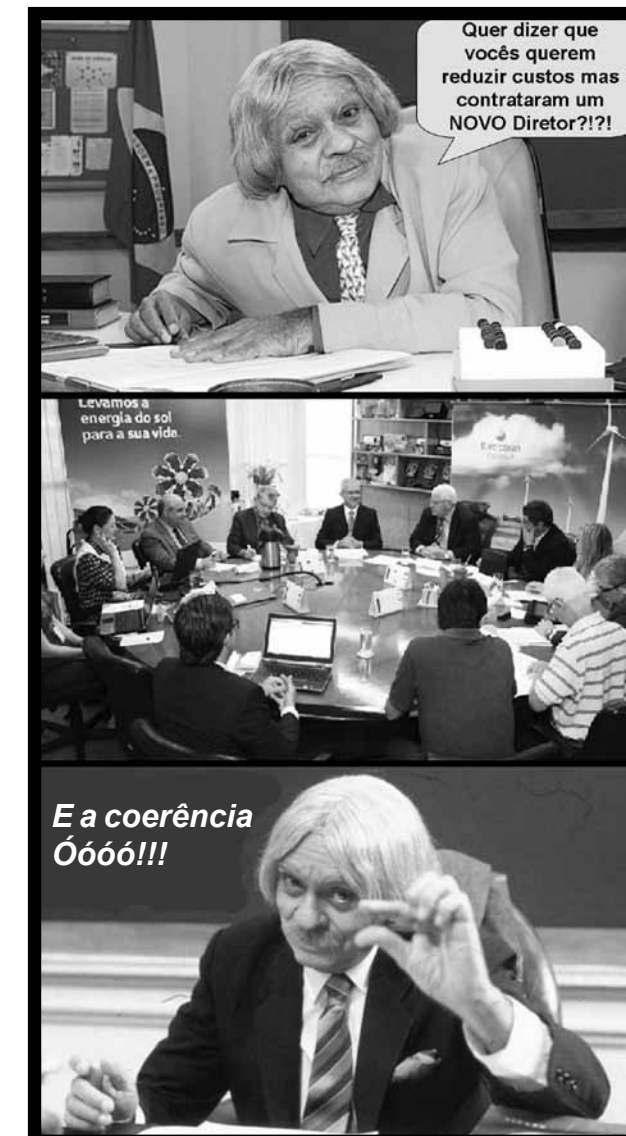 Quer dizer que
vocês querem
reduzir custos mas
contrataram um
NOVO Diretor?!?!
Levamos a
energia do sol
para a sua vida.
E a coerência
Óóóó!!!